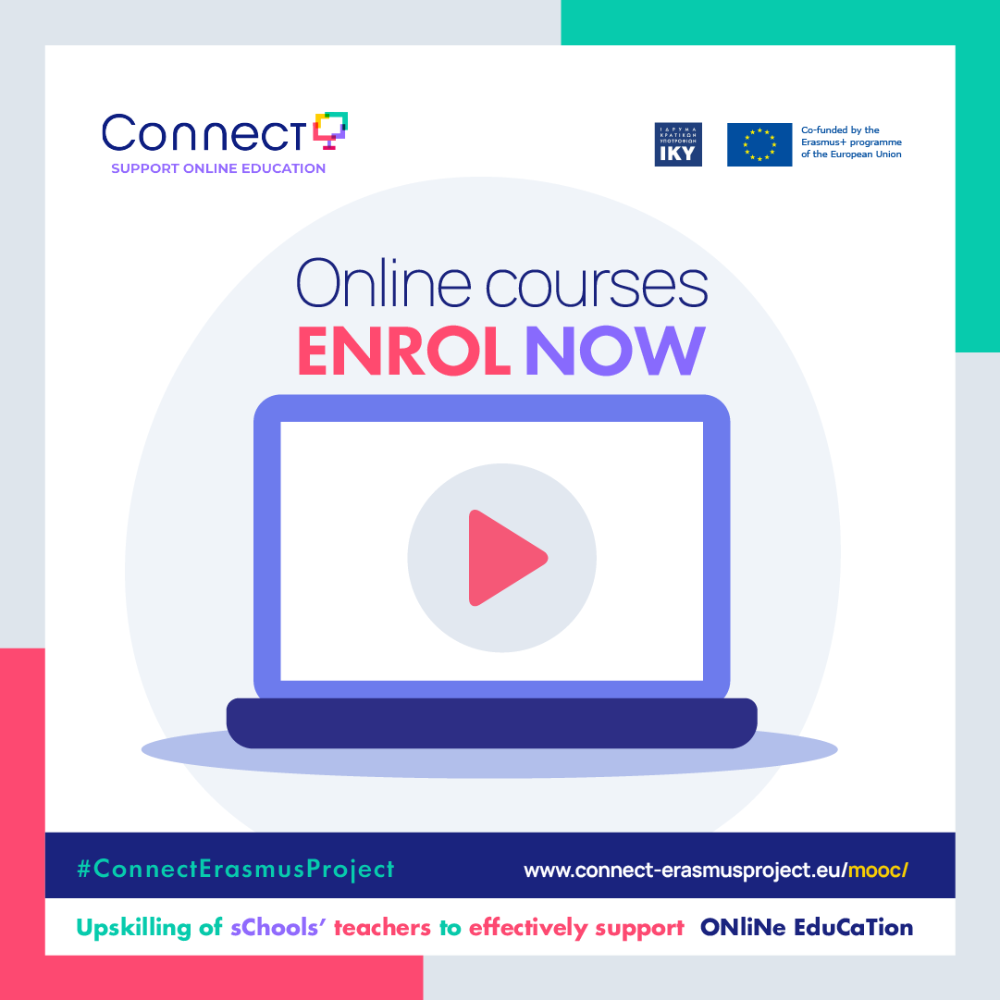 Connect
SUPPORT ONLINE EDUCATION
ΙΔΡΥΜΑ
ΚΡΑΤΙΚΩΝ
ΥΠΟΤΡΟΦΙΩΝ
IKY
Co-funded by the
Erasmus+ programme
of the European Union
Online courses
ENROL NOW
#ConnectErasmusProject
www.connect-erasmusproject.eu/mooc/
Upskilling of sChools’ teachers to effectively support ONliNe EduCaTion